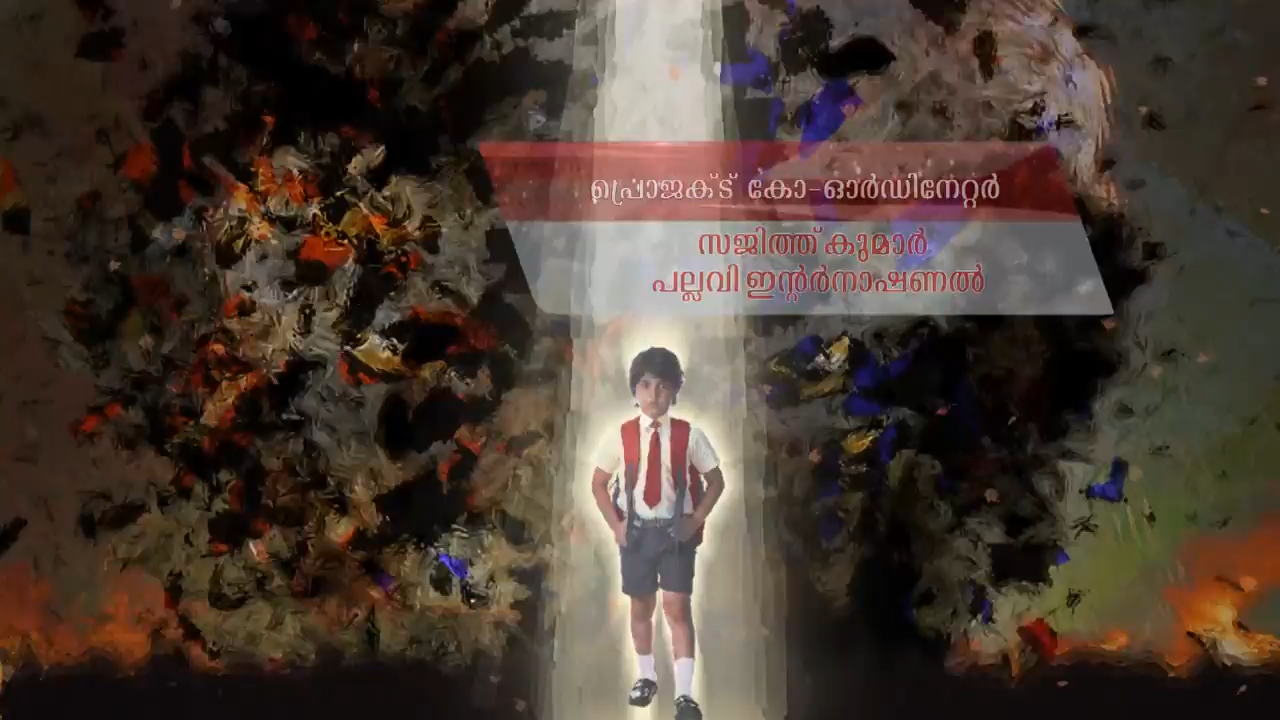 പ്രൊജക്ട് കോ-ഓർഡിനേറ്റർ
സജിത്ത് കുമാർ
പല്ലവി ഇന്റർനാഷണൽ